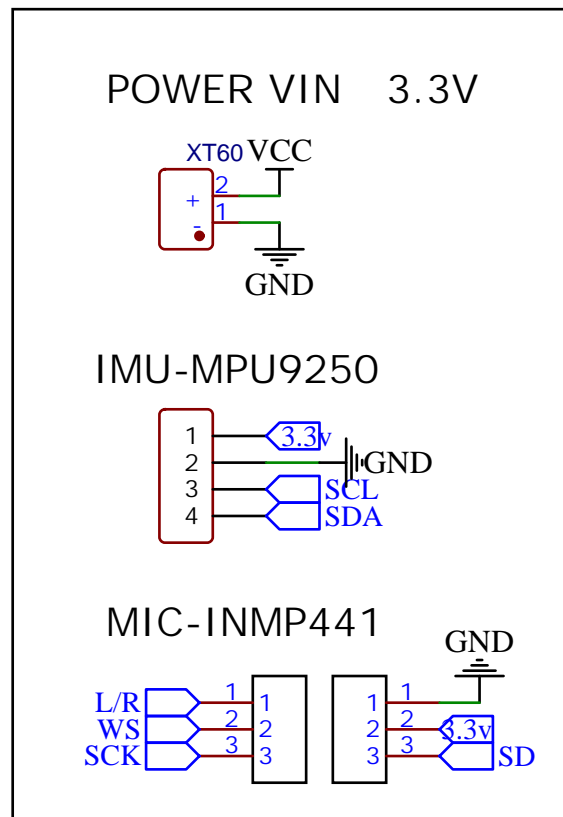 POWER VIN 3.3V
XT60 VCC
2
+
1
-
GND
IMU-MPU9250
1 3.3v
2 GND
3 SCL
4 SDA
MIC-INMP441
GND
L/R 1 1 1 1
WS 2 2 2 2 3.3v
SCK 3 3 3 3 SD